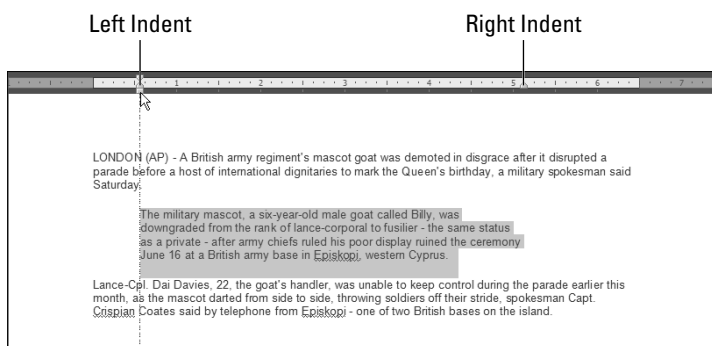 Left Indent Right Indent
1 2 3 4 5 6 7
LONDON (AP) - A British army regiment's mascot goat was demoted in disgrace after it disrupted a
parade before a host of international dignitaries to mark the Queen's birthday, a military spokesman said
Saturday.
The military mascot, a six-year-old male goat called Billy, was
downgraded from the rank of lance-corporal to fusilier - the same status
as a private - after army chiefs ruled his poor display ruined the ceremony
June 16 at a British army base in Episkopi, western Cyprus.
Lance-Cpl. Dai Davies, 22, the goat's handler, was unable to keep control during the parade earlier this
month, as the mascot darted from side to side, throwing soldiers off their stride, spokesman Capt.
Crispian Coates said by telephone from Episkopi - one of two British bases on the island.